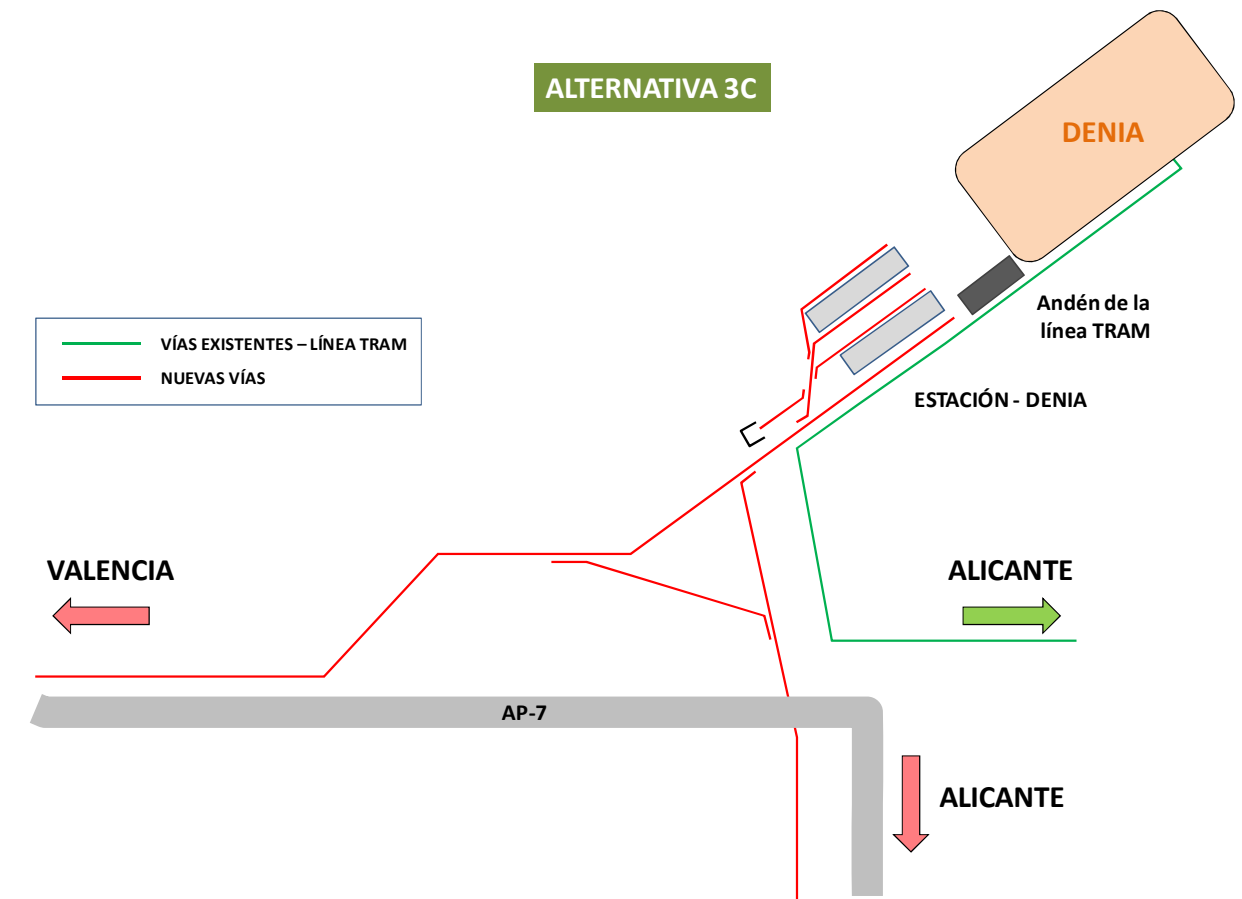 ALTERNATIVA 3C
DENIA
Andén de la
línea TRAM
VÍAS EXISTENTES – LÍNEA TRAM
NUEVAS VÍAS
ESTACIÓN - DENIA
VALENCIA
ALICANTE
AP-7
ALICANTE